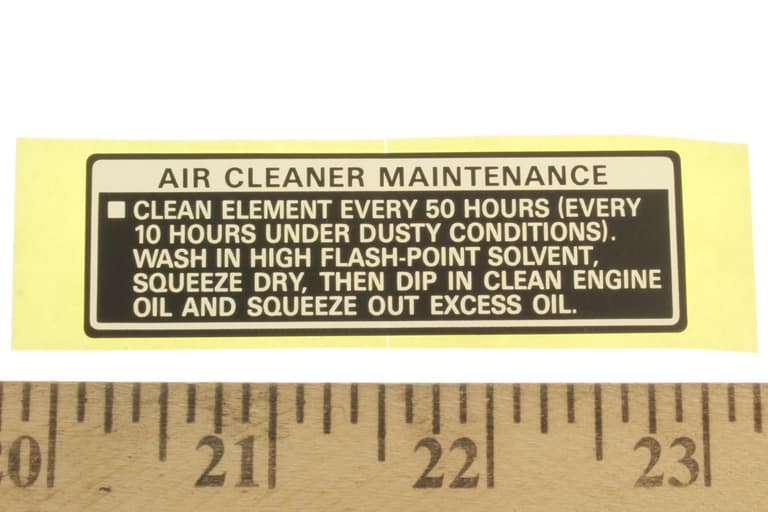 AIR CLEANER MAINTENANCE
CLEAN ELEMENT EVERY 50 HOURS (EVERY
10 HOURS UNDER DUSTY CONDITIONS).
WASH IN HIGH FLASH-POINT SOLVENT,
SQUEEZE DRY, THEN DIP IN CLEAN ENGINE
OIL AND SQUEEZE OUT EXCESS OIL.
20 21 22 23